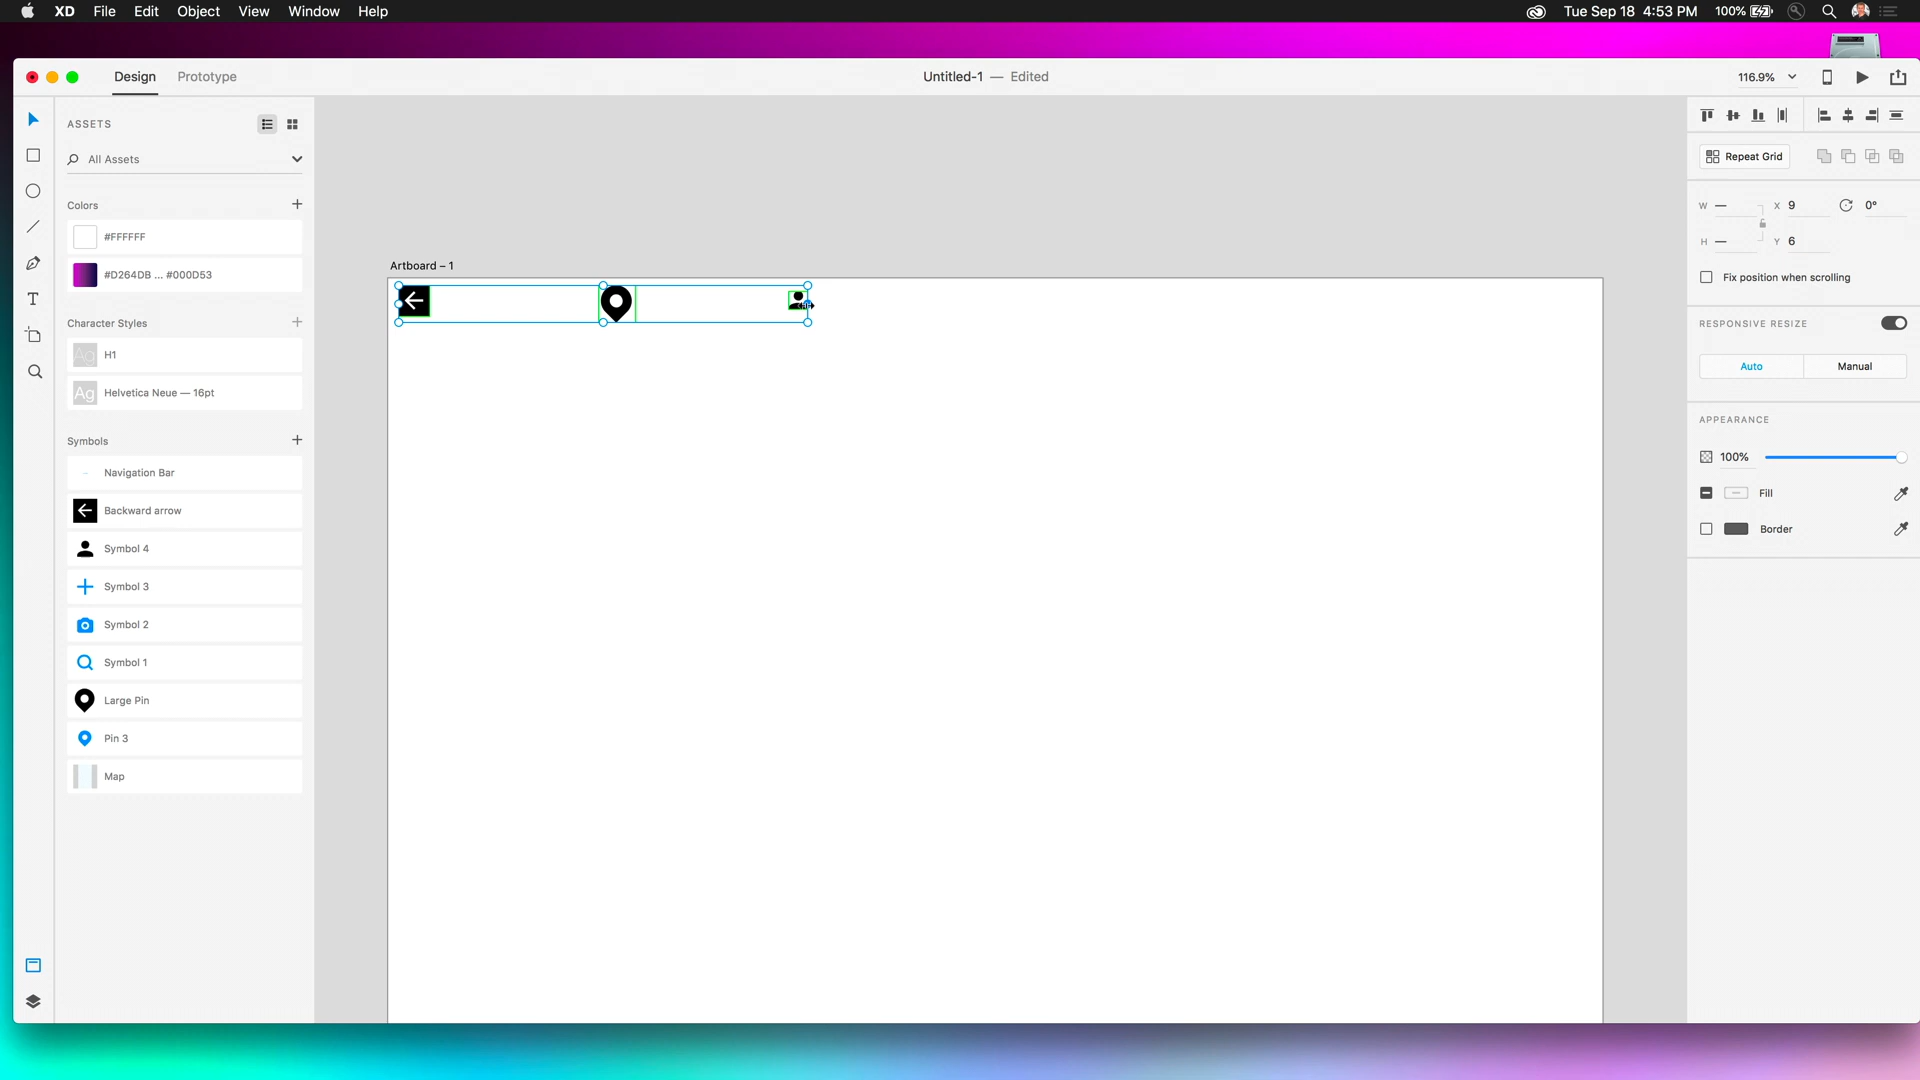 XD File Edit Object View Window Help
Tue Sep 18 4:53 PM 100%
Design Prototype
Untitled-1 — Edited
116.9%
ASSETS
All Assets
Colors
#FFFFFF
#D264DB ... #000D53
Character Styles
Ag H1
Ag Helvetica Neue — 16pt
Symbols
Navigation Bar
Backward arrow
Symbol 4
Symbol 3
Symbol 2
Symbol 1
Large Pin
Pin 3
Map
T
Artboard – 1
Repeat Grid
W — X 9 0°
H — Y 6
Fix position when scrolling
RESPONSIVE RESIZE
Auto Manual
APPEARANCE
100%
Fill
Border